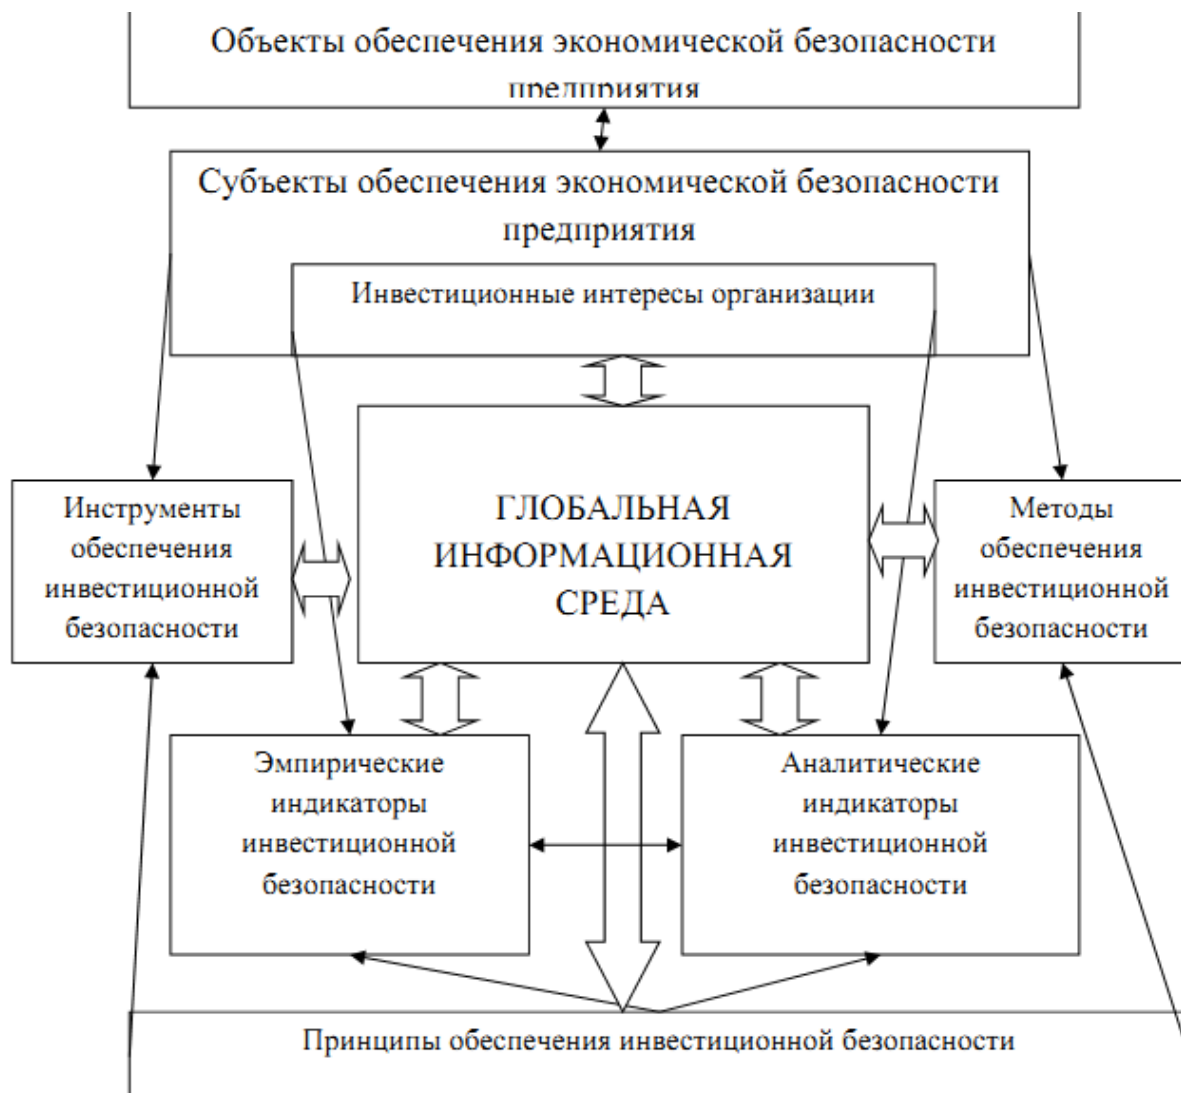 Объекты обеспечения экономической безопасности
предприятия
Субъекты обеспечения экономической безопасности
предприятия
Инвестиционные интересы организации
ГЛОБАЛЬНАЯ
ИНФОРМАЦИОННАЯ
СРЕДА
Инструменты
обеспечения
инвестиционной
безопасности
Методы
обеспечения
инвестиционной
безопасности
Эмпирические
индикаторы
инвестиционной
безопасности
Аналитические
индикаторы
инвестиционной
безопасности
Принципы обеспечения инвестиционной безопасности